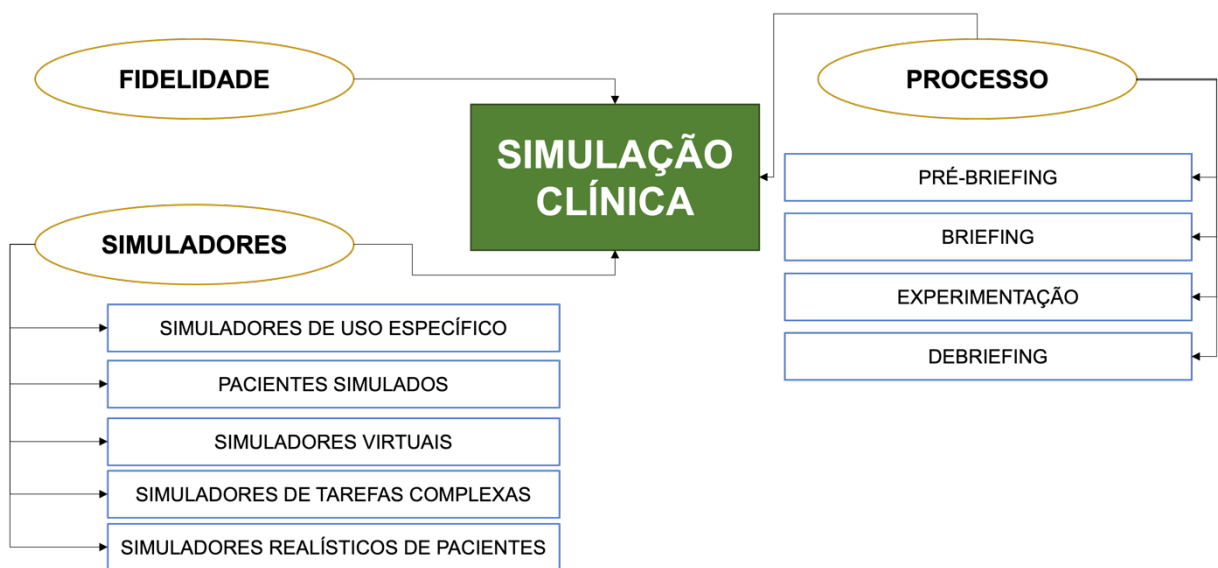 FIDELIDADE
PROCESSO
SIMULAÇÃO
CLÍNICA
SIMULADORES
SIMULADORES DE USO ESPECÍFICO
PACIENTES SIMULADOS
SIMULADORES VIRTUAIS
SIMULADORES DE TAREFAS COMPLEXAS
SIMULADORES REALÍSTICOS DE PACIENTES
PRÉ-BRIEFING
BRIEFING
EXPERIMENTAÇÃO
DEBRIEFING